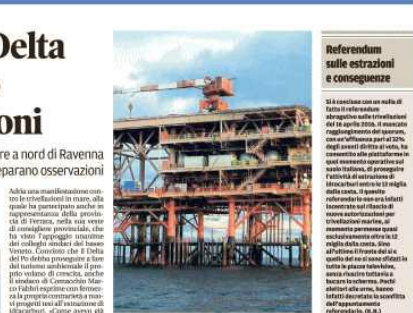 Delta
e
oni
re a nord di Ravenna
eparano osservazioni
Adria una manifestazione con-
tro le trivellazioni in mare, alla
quale ha partecipato anche in
rappresentanza della provin-
cia di Ferrara, nella sua veste
di consigliere provinciale, che
ha visto l'appoggio unanime
dei colleghi sindaci del basso
Veneto. Convinto che il Delta
del Po debba proseguire a fare
del turismo ambientale il pro-
prio volano di crescita, anche
il sindaco di Comacchio Mar-
co Fabbri esprime con fermez-
za la propria contrarietà a nuo-
vi progetti tesi all'estrazione di
idrocarburi. «Come avevo già
Referendum
sulle estrazioni
e conseguenze
Si è concluso con un nulla di
fatto il referendum
abrogativo sulle trivellazioni
del 16 aprile 2016. Il mancato
raggiungimento del quorum,
con un'affluenza pari al 32%
degli aventi diritto al voto, ha
consentito alle piattaforme in
quel momento operative sul
suolo italiano, di proseguire
l'attività di estrazione di
idrocarburi entro le 12 miglia
dalla costa. Il quesito
referendario non era infatti
incentrato sul rilascio di
nuove autorizzazioni per
trivellazioni marine, al
momento permesse quasi
esclusivamente oltre le 12
miglia dalla costa. Sino
all'ultimo il fronte dei sì e
quello dei no si sono sfidati in
tutte le piazze televisive,
senza riuscire tuttavia a
bucare lo schermo. Pochi
elettori alle urne, hanno
infatti decretato la sconfitta
dell'appuntamento
referendario. (K.R.)